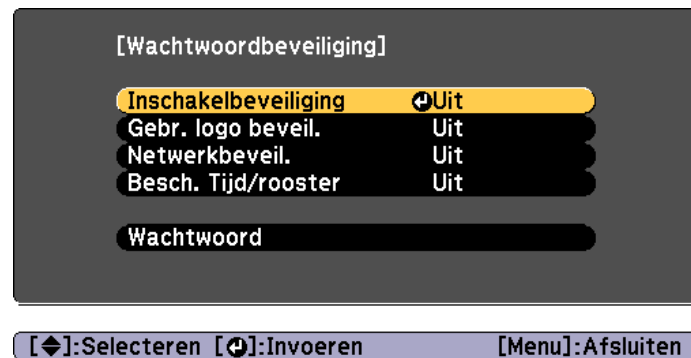 [Wachtwoordbeveiliging]
Inschakelbeveiliging Uit
Gebr. logo beveil. Uit
Netwerkbeveil. Uit
Besch. Tijd/rooster Uit
Wachtwoord
[◆]:Selecteren [↵]:Invoeren [Menu]:Afsluiten